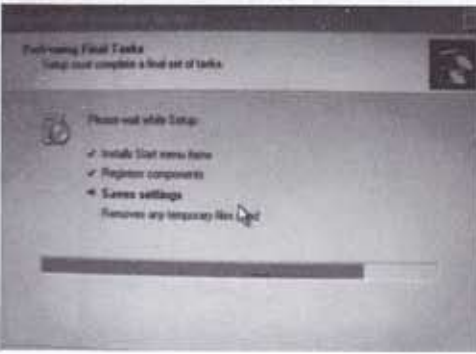 Performing Final Tasks
Setup must complete a final set of tasks.
Please wait while Setup:
Installs Start menu items
Registers components
Saves settings
Removes any temporary files used